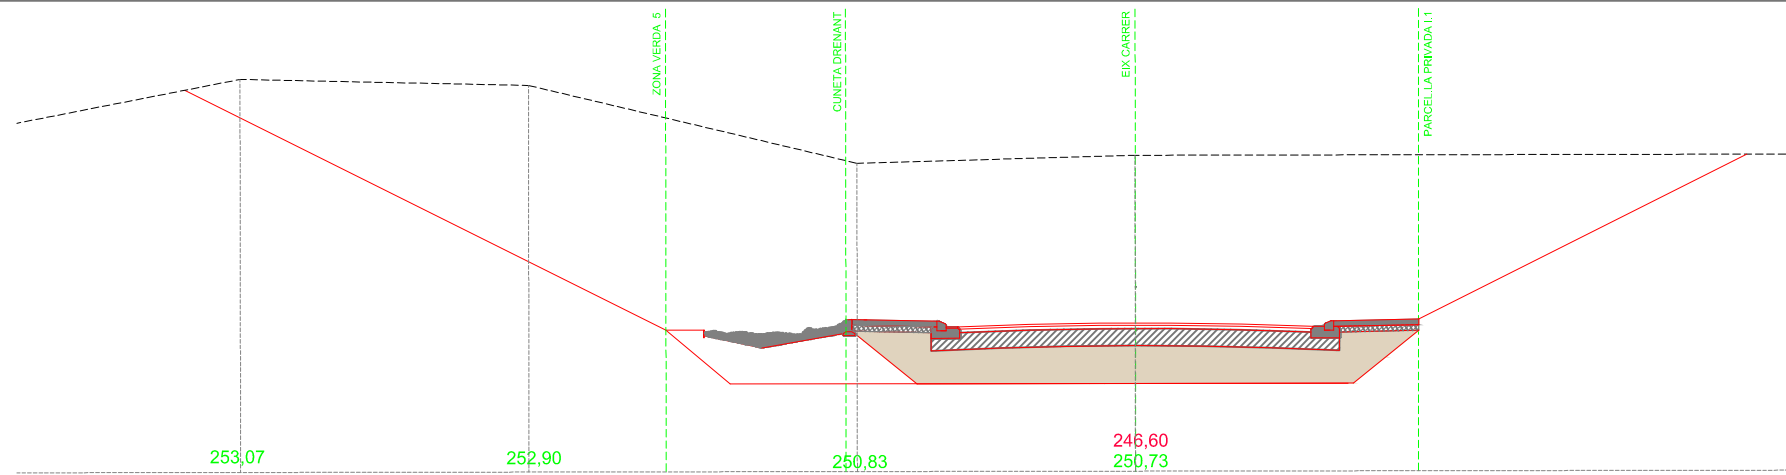 ZONA VERDA 5
CUNETA DRENANT
EIX CARRER
PARCEL.LA PRIVADA I.1
246,60
253,07
252,90
250,83
250,73